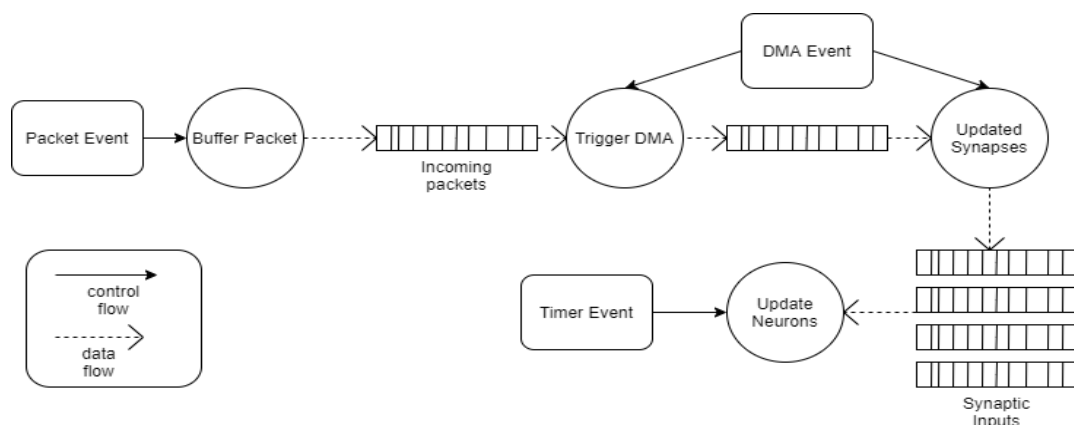 DMA Event
Packet Event
Buffer Packet
Incoming
packets
Trigger DMA
Updated
Synapses
control
flow
data
flow
Timer Event
Update
Neurons
Synaptic
Inputs